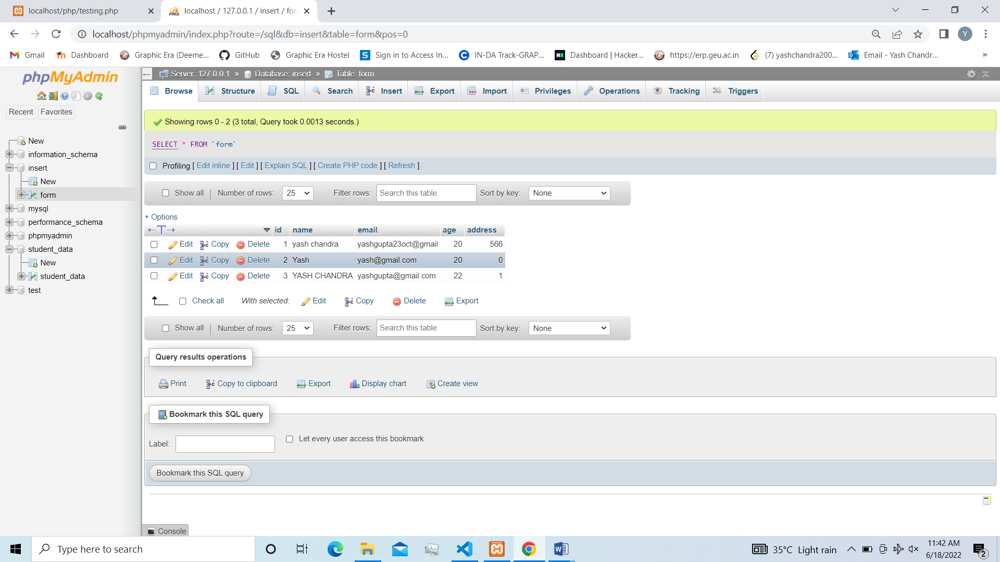 localhost/php/testing.php
localhost / 127.0.0.1 / insert / for
localhost/phpmyadmin/index.php?route=/sql&db=insert&table=form&pos=0
Y
Gmail Dashboard Graphic Era (Deeme... GitHub Graphic Era Hostel Sign in to Access In... IN-DA Track-GRAP... Dashboard | Hacker... https://erp.geu.ac.in (7) yashchandra200... Email - Yash Chandr... »
phpMyAdmin
Recent Favorites
New
information_schema
insert
New
form
mysql
performance_schema
phpmyadmin
student_data
New
student_data
test
Server: 127.0.0.1 » Database: insert » Table: form
Browse Structure SQL Search Insert Export Import Privileges Operations Tracking Triggers
Showing rows 0 - 2 (3 total, Query took 0.0013 seconds.)
SELECT * FROM `form`
Profiling [ Edit inline ] [ Edit ] [ Explain SQL ] [ Create PHP code ] [ Refresh ]
Show all | Number of rows: 25 Filter rows: Search this table Sort by key: None
+ Options
←T→ id name email age address
Edit Copy Delete 1 yash chandra yashgupta23oct@gmail 20 566
Edit Copy Delete 2 Yash yash@gmail.com 20 0
Edit Copy Delete 3 YASH CHANDRA yashgupta@gmail.com 22 1
Check all With selected: Edit Copy Delete Export
Show all | Number of rows: 25 Filter rows: Search this table Sort by key: None
Query results operations
Print Copy to clipboard Export Display chart Create view
Bookmark this SQL query
Label: Let every user access this bookmark
Bookmark this SQL query
Console
Type here to search
35°C Light rain
11:42 AM
6/18/2022
2